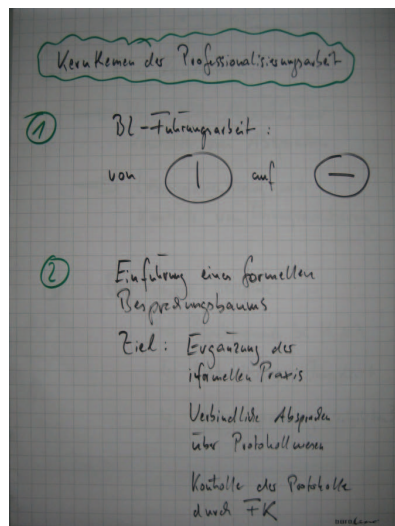 Kernthemen der Professionalisierungsarbeit
1 BL-Führungsarbeit:
von | auf —
2 Einführung eines formellen
Besprechungsbaums
Ziel: Ergänzung der
informellen Praxis
Verbindliche Absprachen
über Protokollwesen
Kontrolle der Protokolle
durch FK